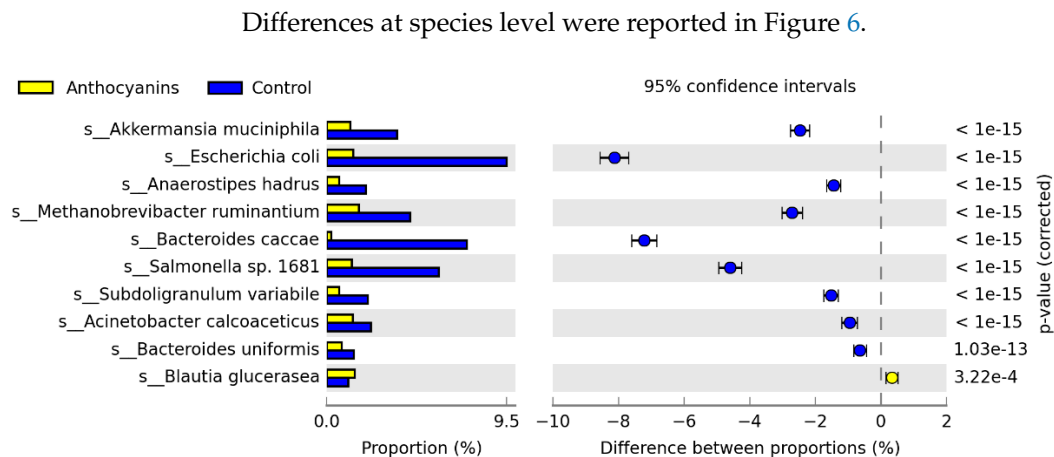 Differences at species level were reported in Figure 6.
Anthocyanins Control 95% confidence intervals
s__Akkermansia muciniphila < 1e-15
s__Escherichia coli < 1e-15
s__Anaerostipes hadrus < 1e-15
s__Methanobrevibacter ruminantium < 1e-15
s__Bacteroides caccae < 1e-15
s__Salmonella sp. 1681 < 1e-15
s__Subdoligranulum variabile < 1e-15
s__Acinetobacter calcoaceticus < 1e-15
s__Bacteroides uniformis 1.03e-13
s__Blautia glucerasea 3.22e-4
p-value (corrected)
0.0 9.5 −10 −8 −6 −4 −2 0 2
Proportion (%) Difference between proportions (%)